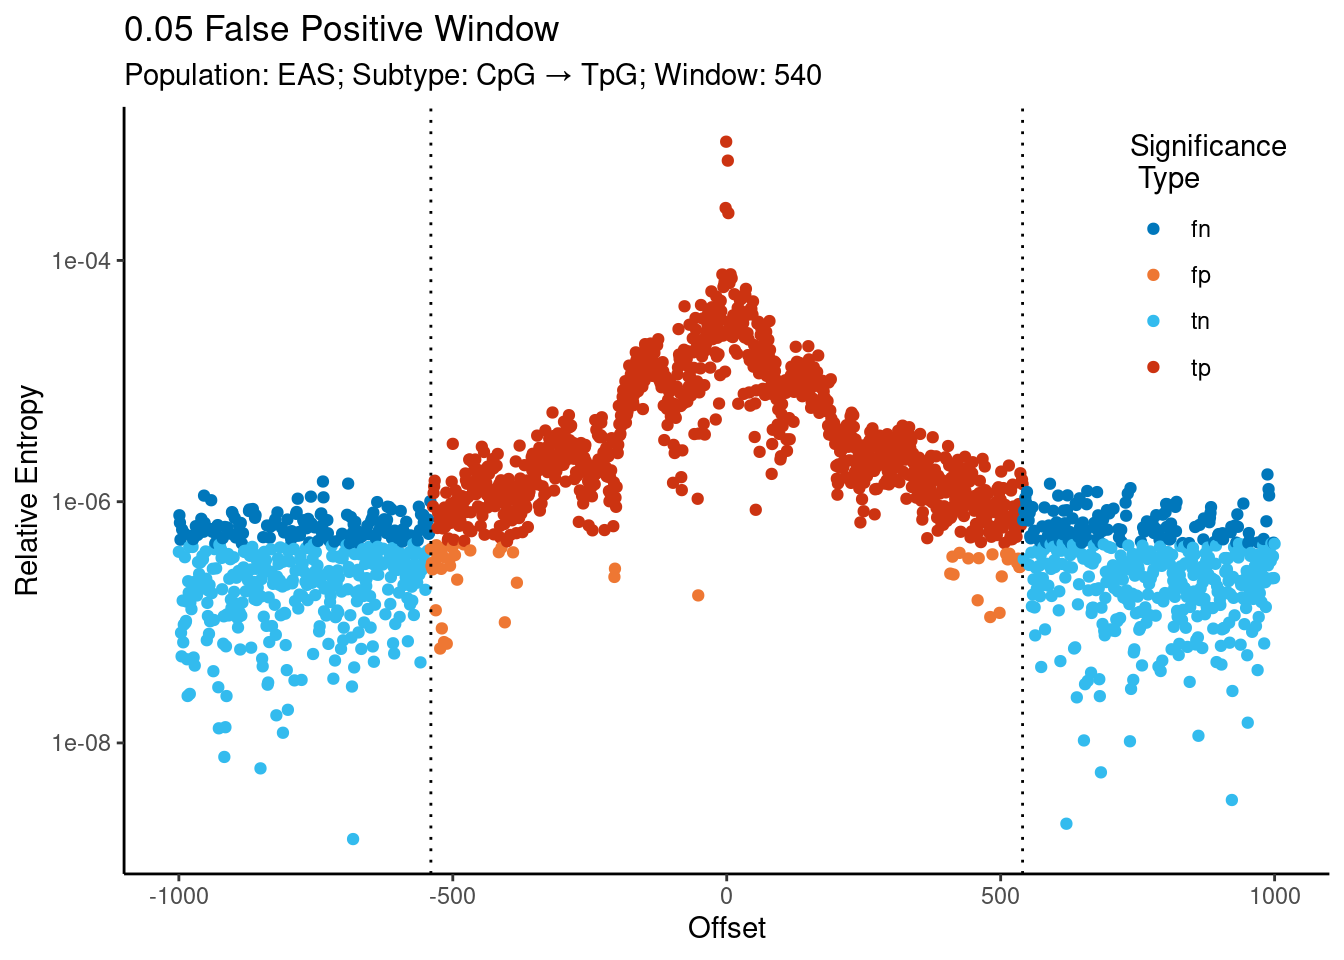 0.05 False Positive Window
Population: EAS; Subtype: CpG → TpG; Window: 540
Significance
Type
fn
fp
tn
tp
Relative Entropy
1e-04
1e-06
1e-08
-1000
-500
0
500
1000
Offset